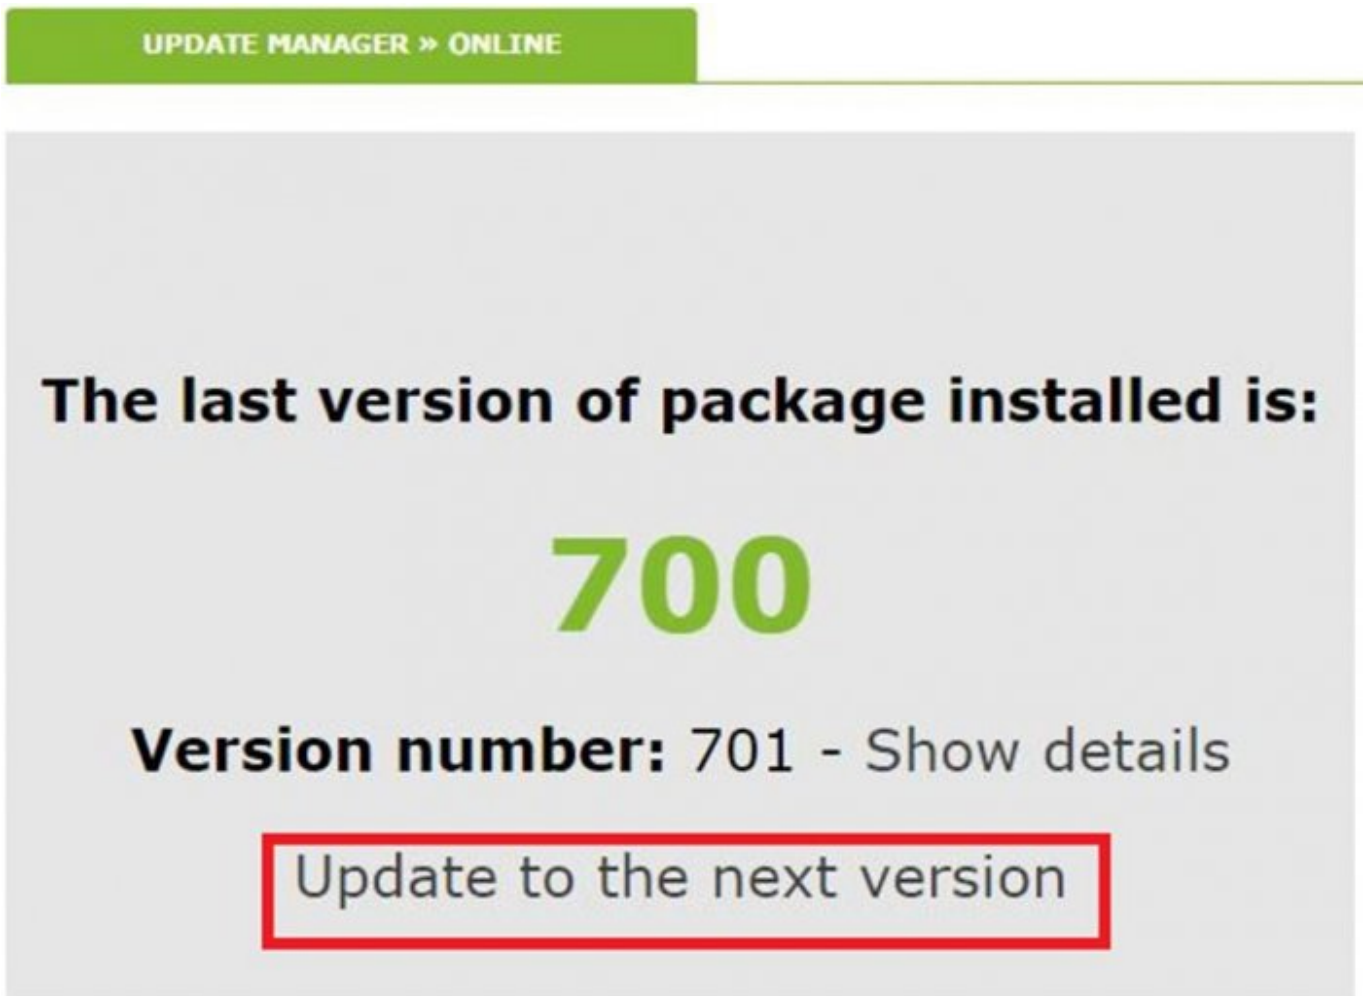 UPDATE MANAGER » ONLINE
The last version of package installed is:
700
Version number: 701 - Show details
Update to the next version